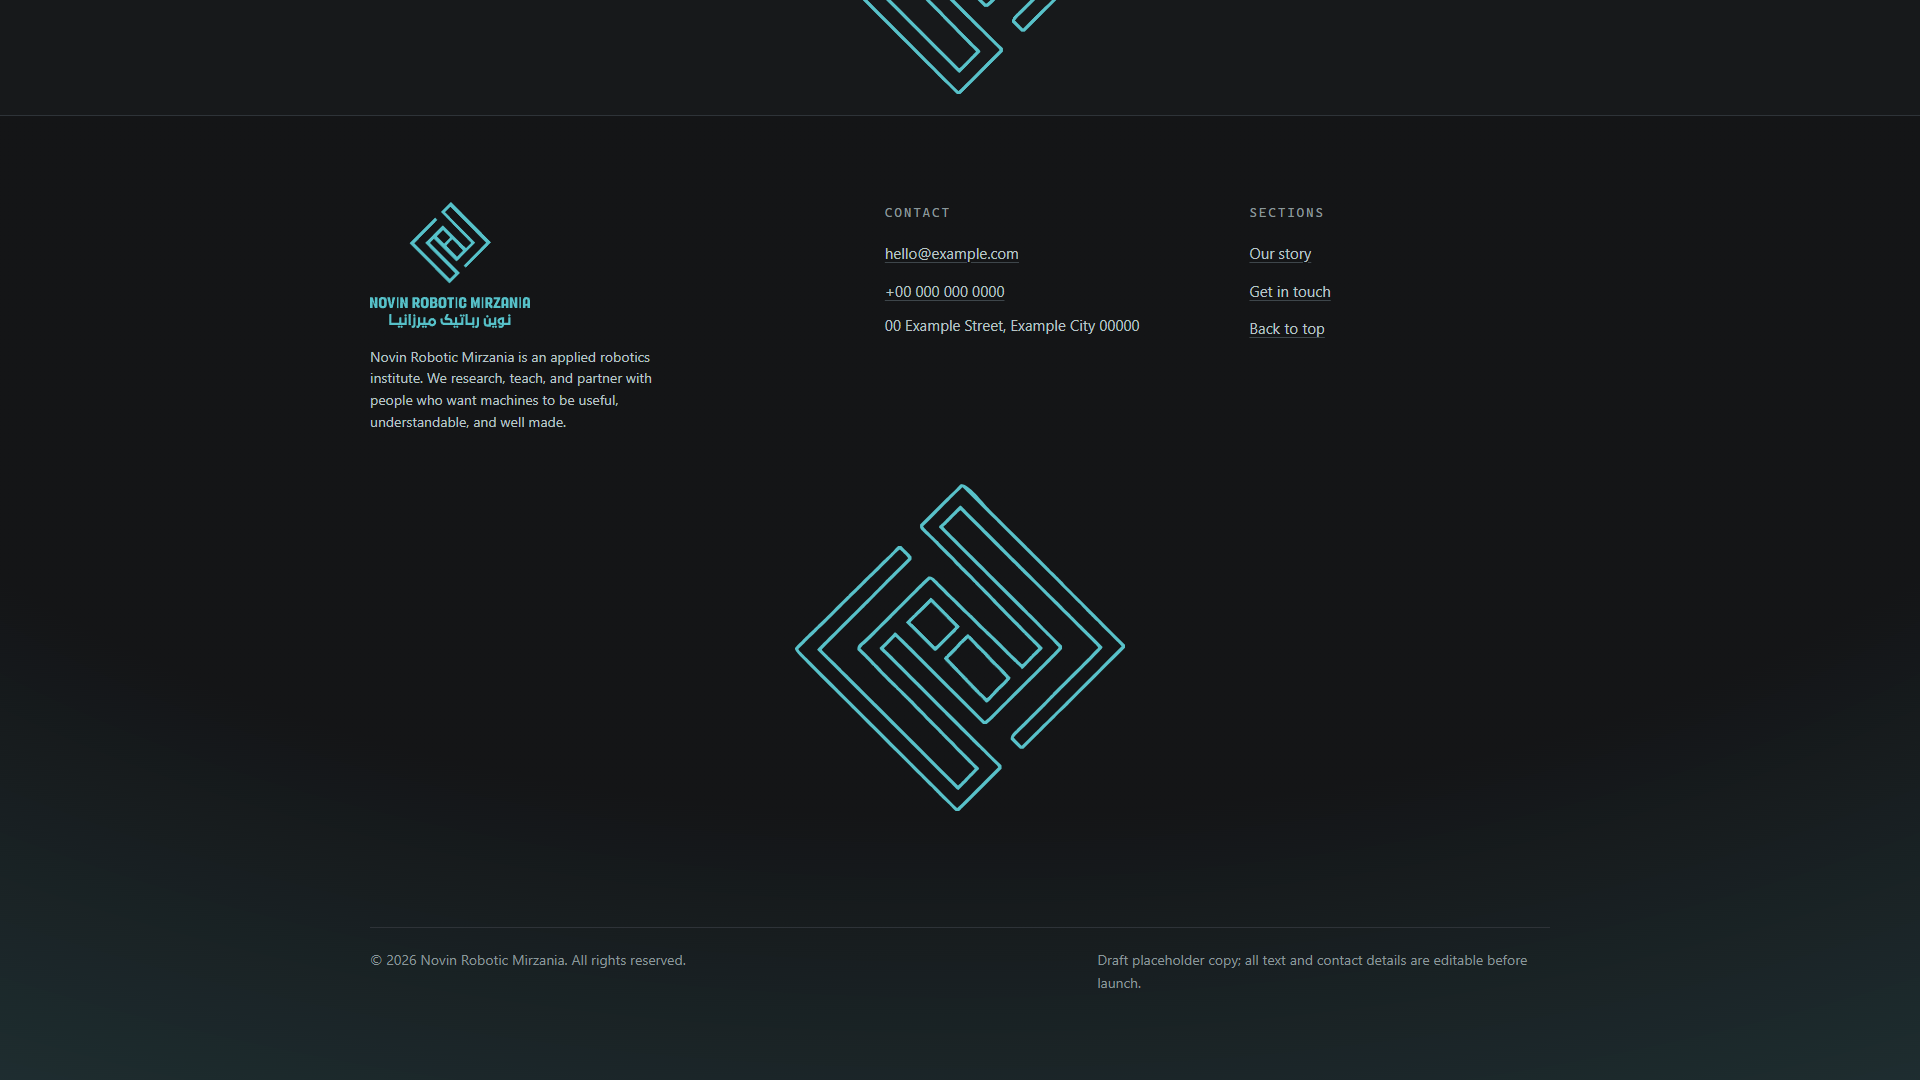 NOVIN ROBOTIC MIRZANIA
نوین رباتیک میرزانیا
Novin Robotic Mirzania is an applied robotics
institute. We research, teach, and partner with
people who want machines to be useful,
understandable, and well made.
CONTACT
hello@example.com
+00 000 000 0000
00 Example Street, Example City 00000
SECTIONS
Our story
Get in touch
Back to top
© 2026 Novin Robotic Mirzania. All rights reserved.
Draft placeholder copy; all text and contact details are editable before
launch.